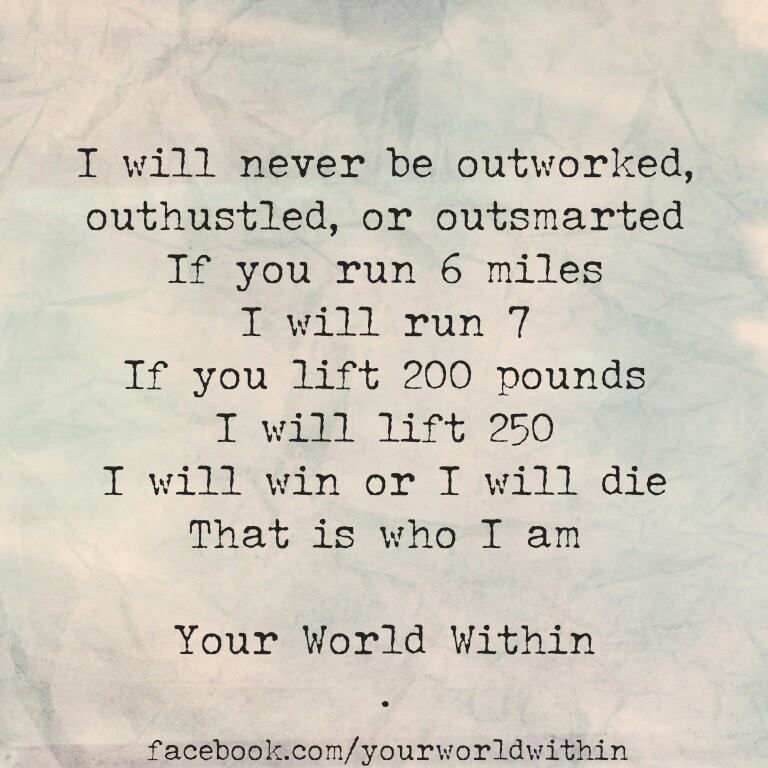 I will never be outworked,
outhustled, or outsmarted
If you run 6 miles
I will run 7
If you lift 200 pounds
I will lift 250
I will win or I will die
That is who I am
Your World Within
.
facebook.com/yourworldwithin